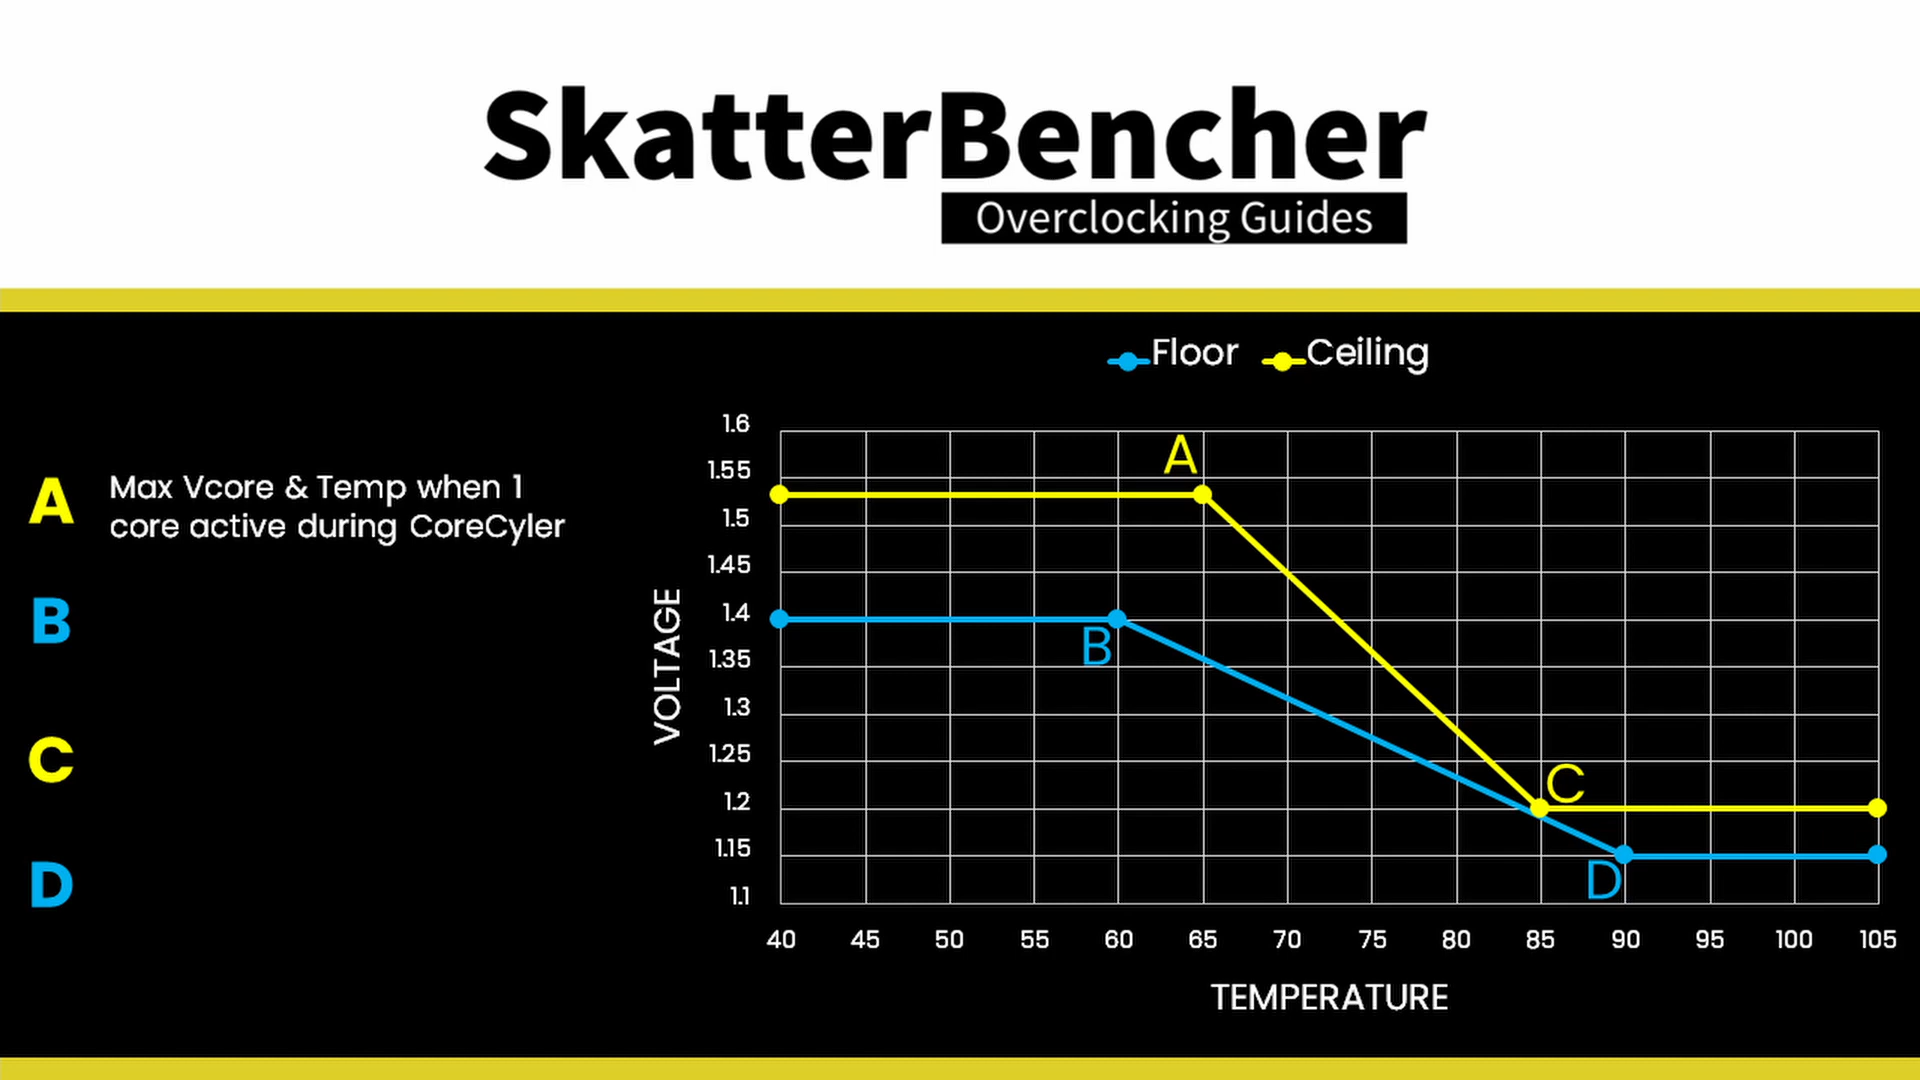 SkatterBencher
Overclocking Guides
Floor
Ceiling
A
Max Vcore & Temp when 1
core active during CoreCyler
B
C
D
VOLTAGE
1.6
1.55
1.5
1.45
1.4
1.35
1.3
1.25
1.2
1.15
1.1
A
B
C
D
40 45 50 55 60 65 70 75 80 85 90 95 100 105
TEMPERATURE